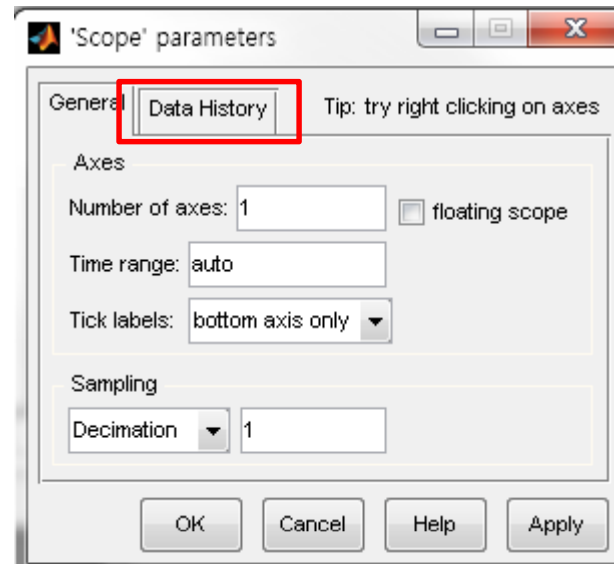 'Scope' parameters
General Data History Tip: try right clicking on axes
Axes
Number of axes: 1 floating scope
Time range: auto
Tick labels: bottom axis only
Sampling
Decimation 1
OK Cancel Help Apply